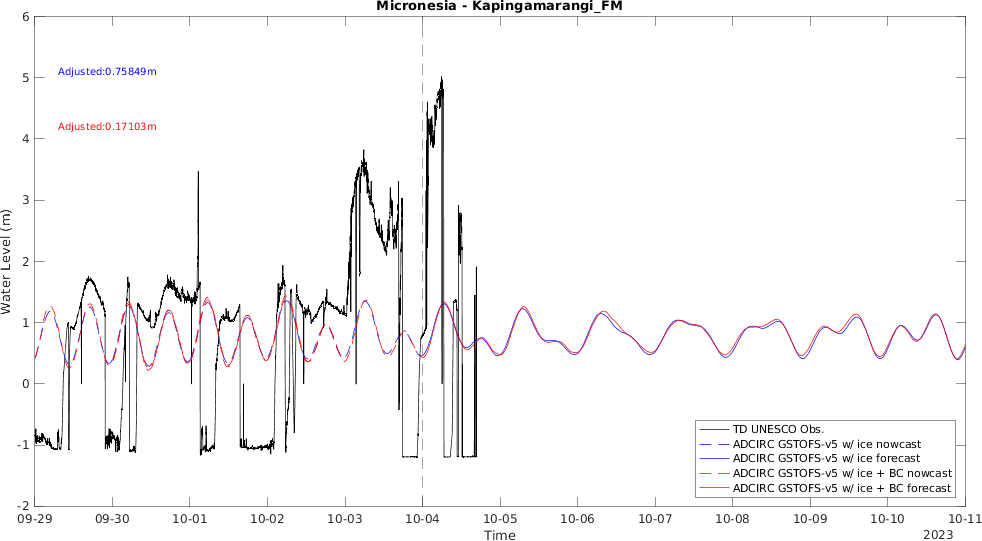 Micronesia - Kapingamarangi_FM
6
5
4
3
2
1
0
-1
-2
Water Level (m)
Adjusted:0.75849m
Adjusted:0.17103m
TD UNESCO Obs.
ADCIRC GSTOFS-v5 w/ ice nowcast
ADCIRC GSTOFS-v5 w/ ice forecast
ADCIRC GSTOFS-v5 w/ ice + BC nowcast
ADCIRC GSTOFS-v5 w/ ice + BC forecast
09-29 09-30 10-01 10-02 10-03 10-04 10-05 10-06 10-07 10-08 10-09 10-10 10-11
Time
2023